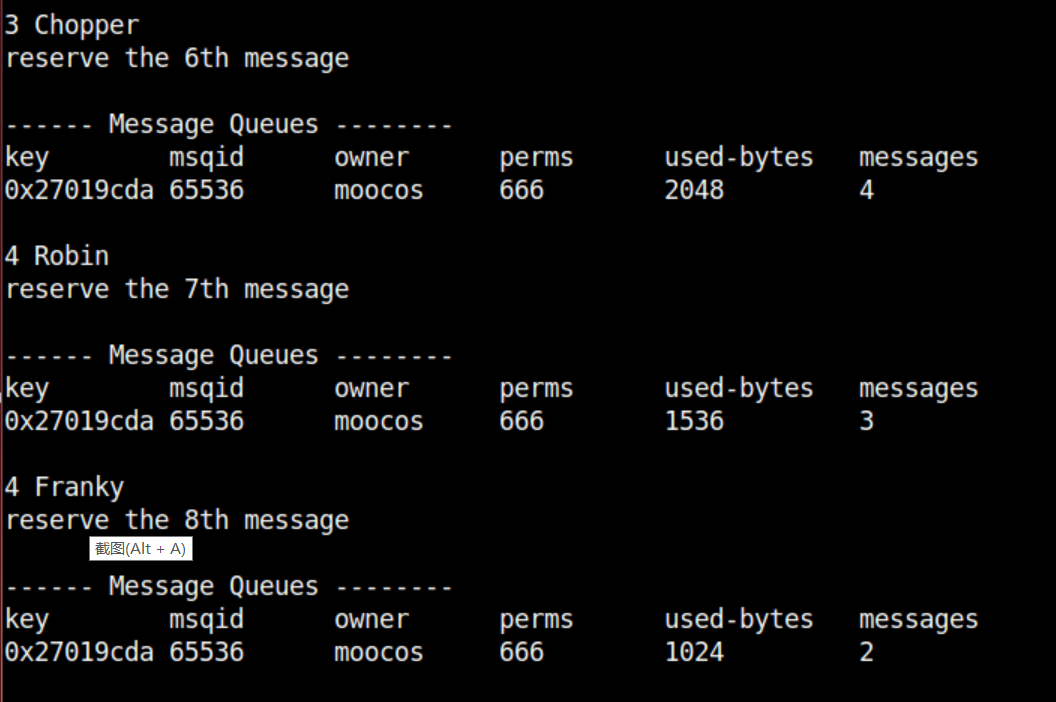 3 Chopper
reserve the 6th message
------ Message Queues --------
key        msqid      owner      perms      used-bytes   messages
0x27019cda 65536      moocos     666        2048         4
4 Robin
reserve the 7th message
------ Message Queues --------
key        msqid      owner      perms      used-bytes   messages
0x27019cda 65536      moocos     666        1536         3
4 Franky
reserve the 8th message
截图(Alt + A)
------ Message Queues --------
key        msqid      owner      perms      used-bytes   messages
0x27019cda 65536      moocos     666        1024         2